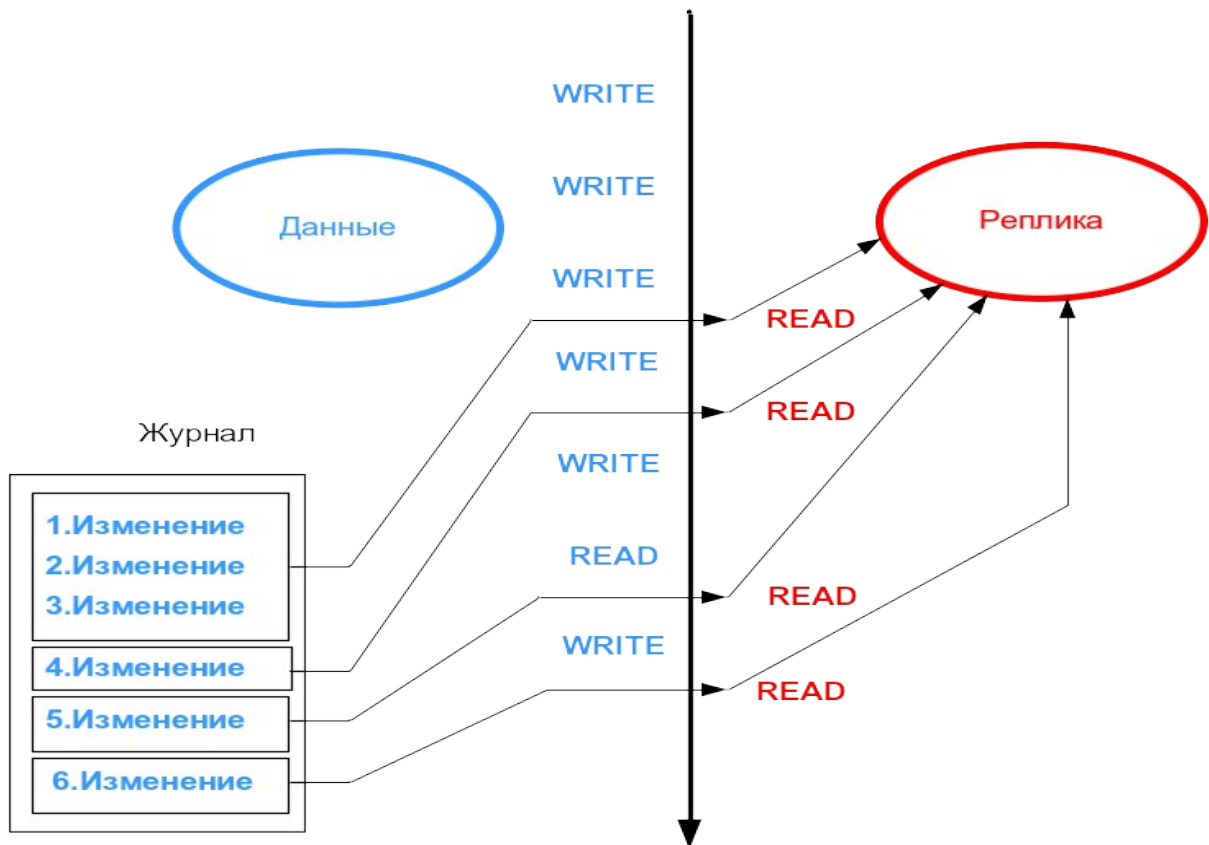 WRITE
WRITE
Данные
Реплика
WRITE
READ
WRITE
READ
Журнал
WRITE
1.Изменение
2.Изменение
3.Изменение
READ
READ
WRITE
4.Изменение
READ
5.Изменение
6.Изменение